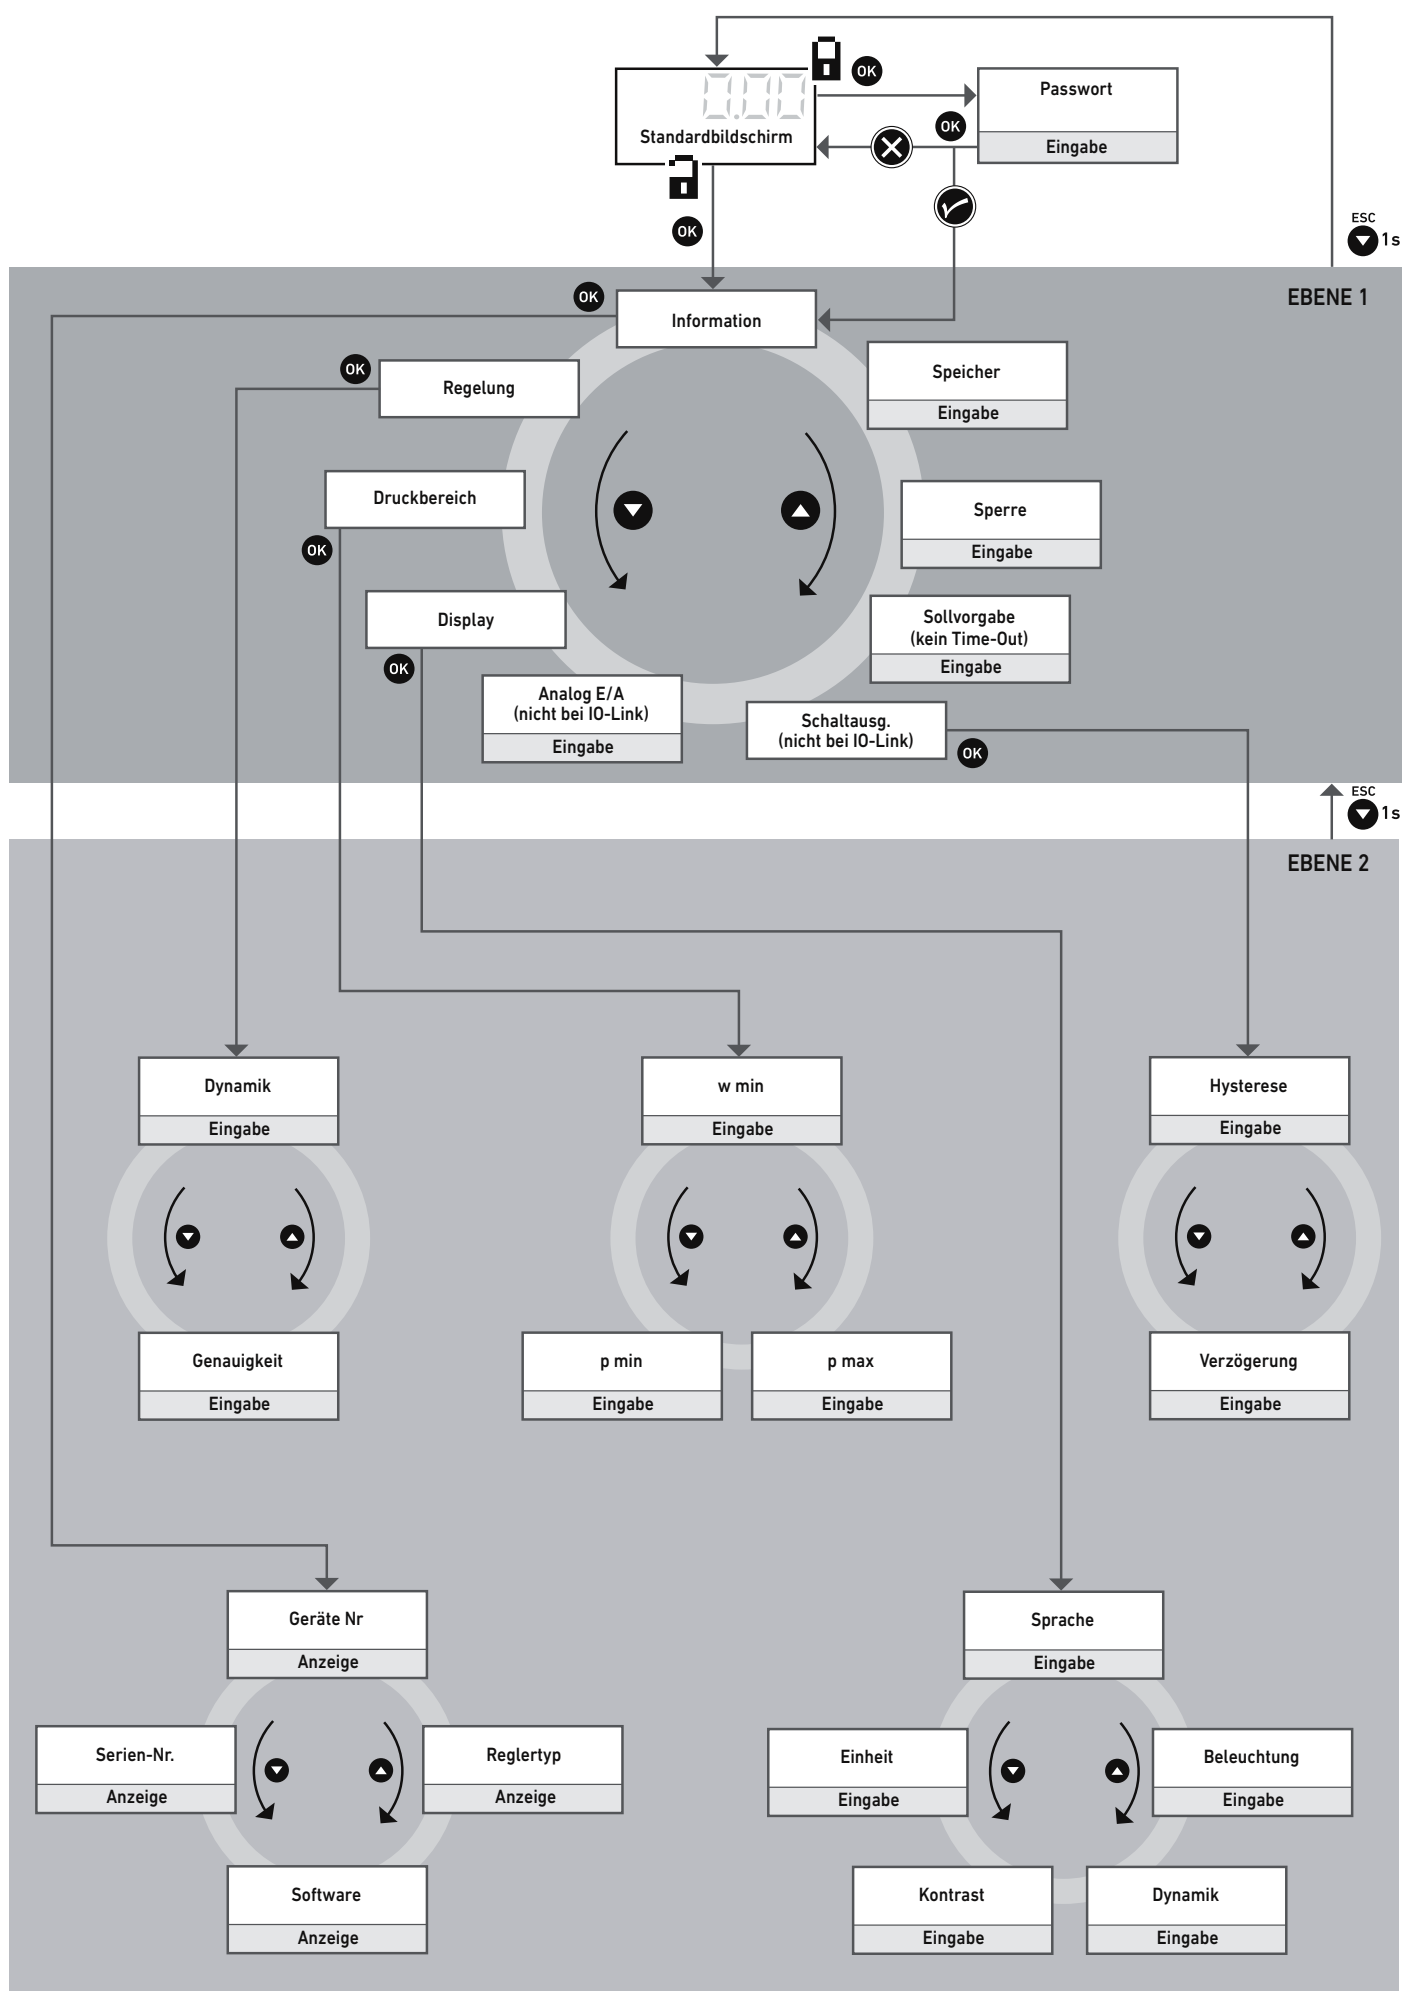 OK
0.00
Standardbildschirm
Passwort
Eingabe
OK
OK
ESC
1s
EBENE 1
OK
Information
OK
Regelung
Speicher
Eingabe
Druckbereich
OK
Sperre
Eingabe
Display
OK
Sollvorgabe
(kein Time-Out)
Eingabe
Analog E/A
(nicht bei IO-Link)
Eingabe
Schaltausg.
(nicht bei IO-Link)
OK
ESC
1s
EBENE 2
Dynamik
Eingabe
w min
Eingabe
Hysterese
Eingabe
Genauigkeit
Eingabe
p min
Eingabe
p max
Eingabe
Verzögerung
Eingabe
Geräte Nr
Anzeige
Sprache
Eingabe
Serien-Nr.
Anzeige
Reglertyp
Anzeige
Einheit
Eingabe
Beleuchtung
Eingabe
Software
Anzeige
Kontrast
Eingabe
Dynamik
Eingabe